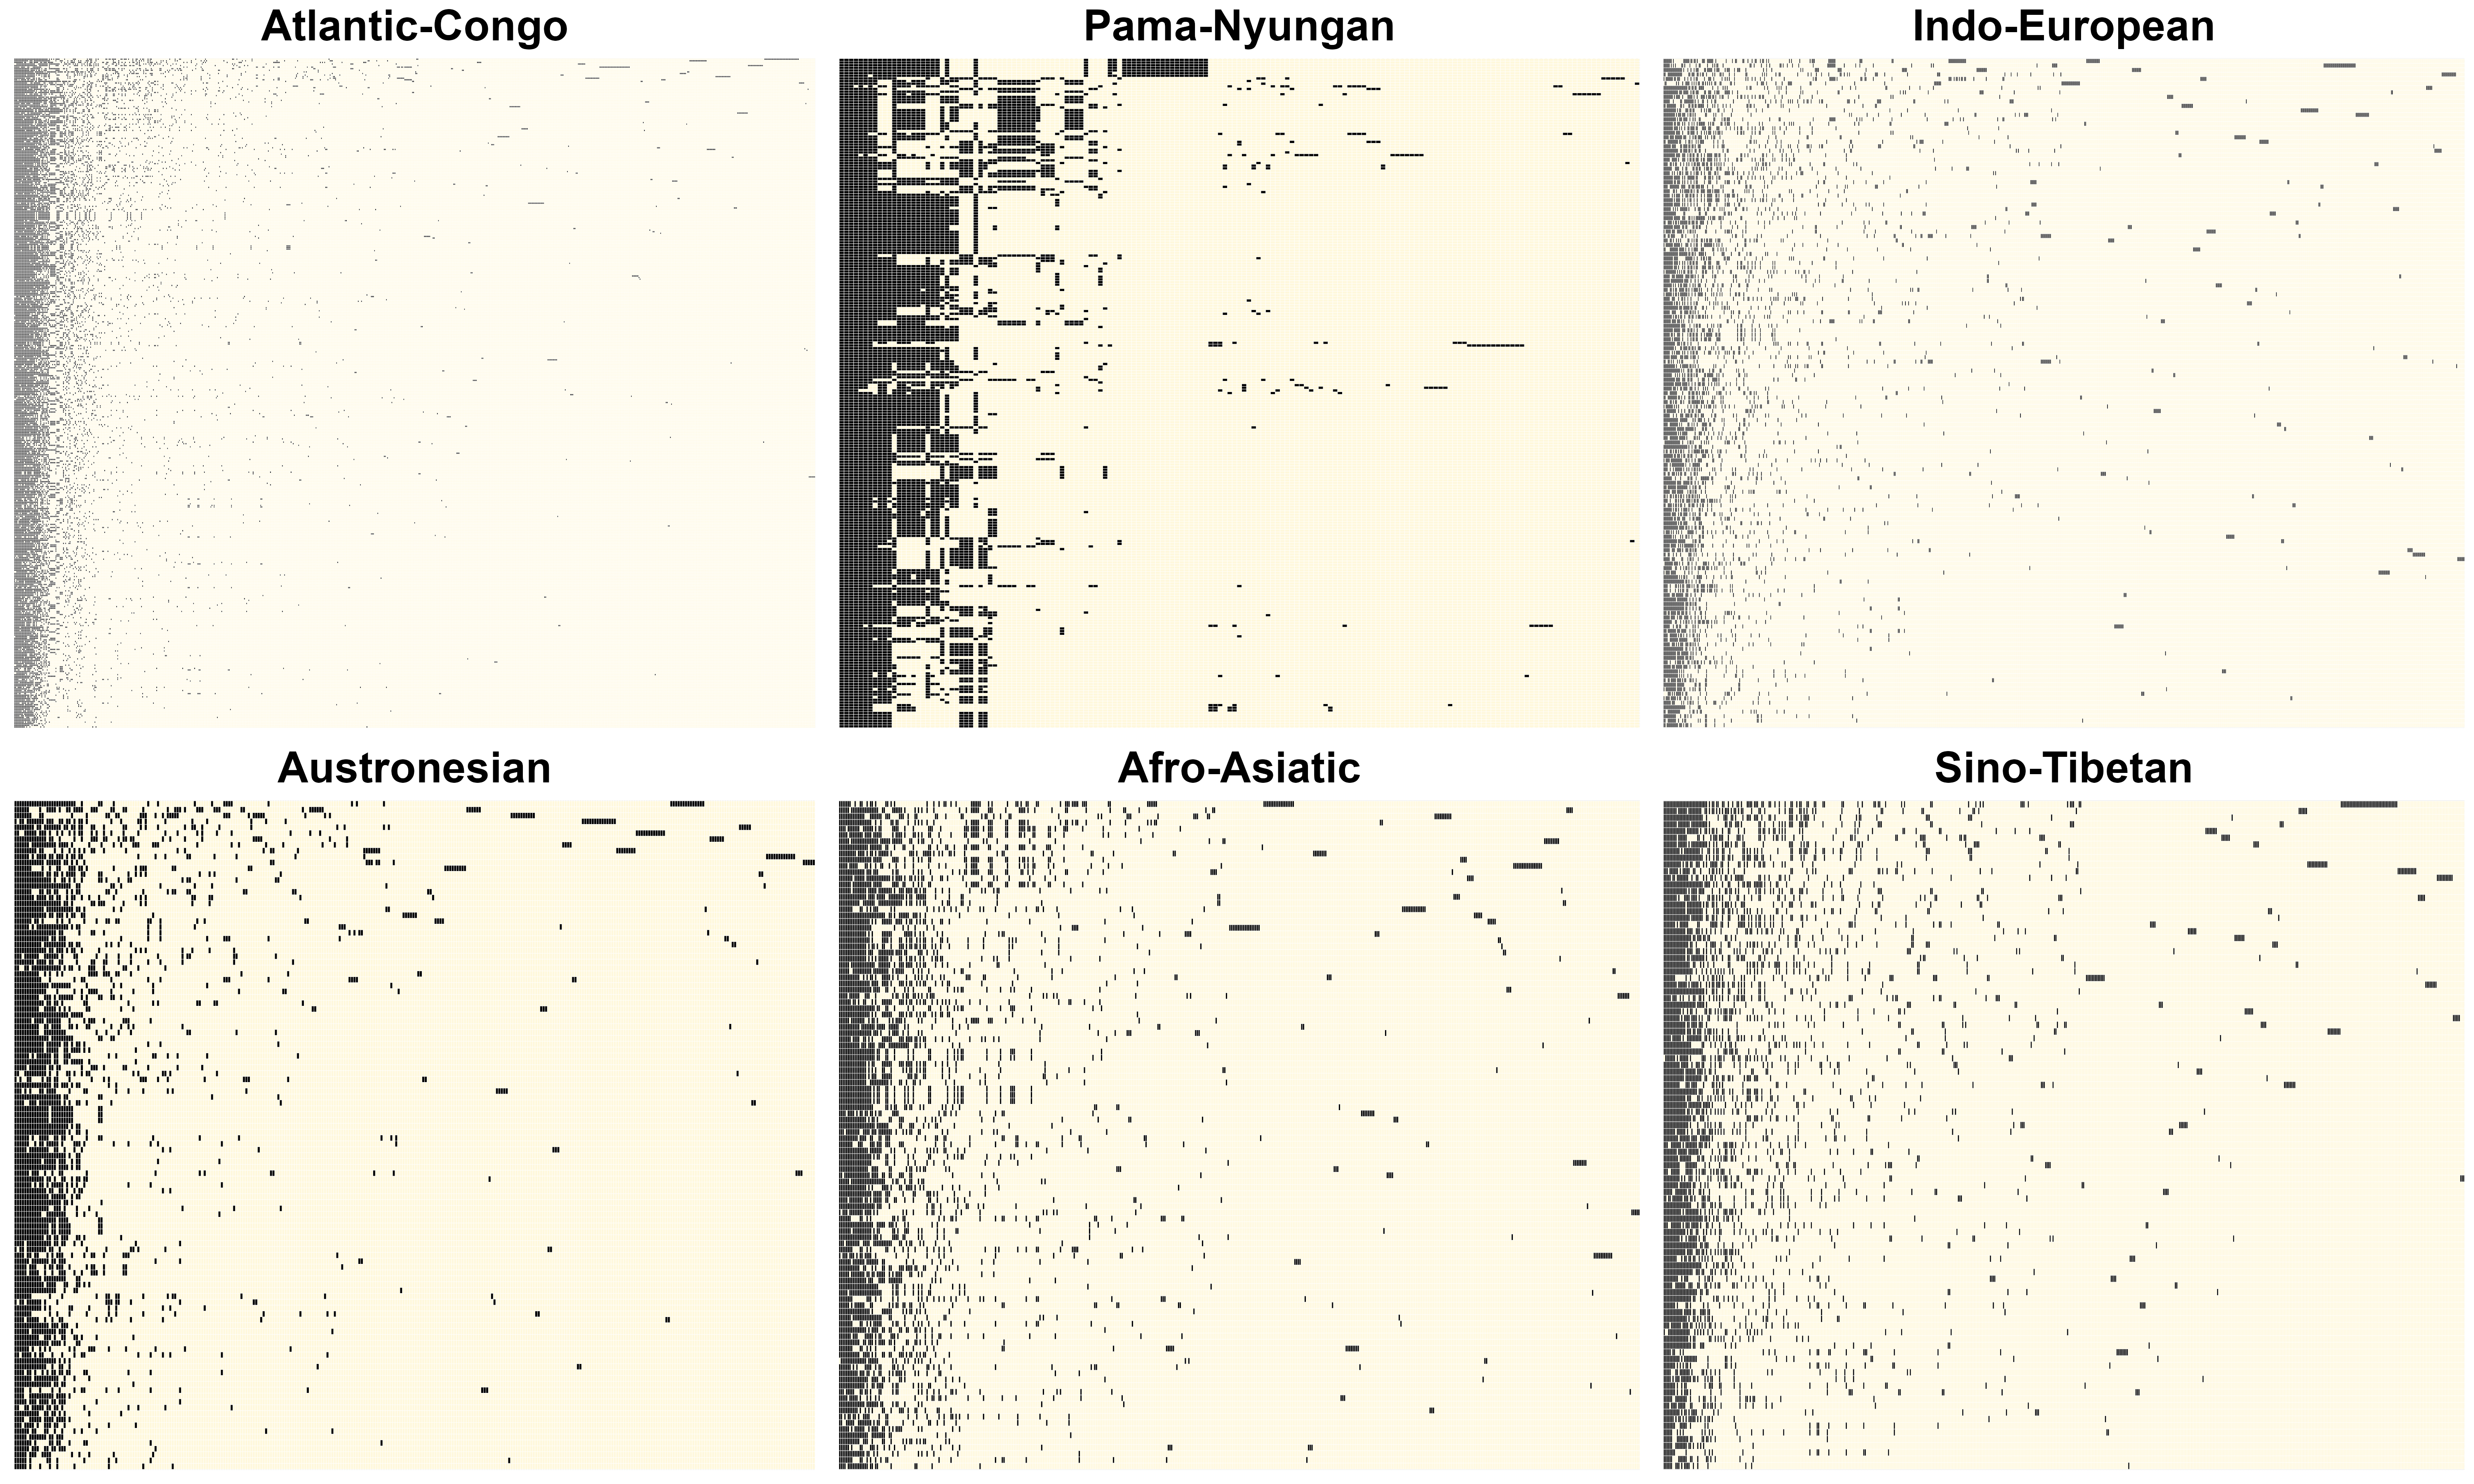 Atlantic-Congo
Pama-Nyungan
Indo-European
Austronesian
Afro-Asiatic
Sino-Tibetan